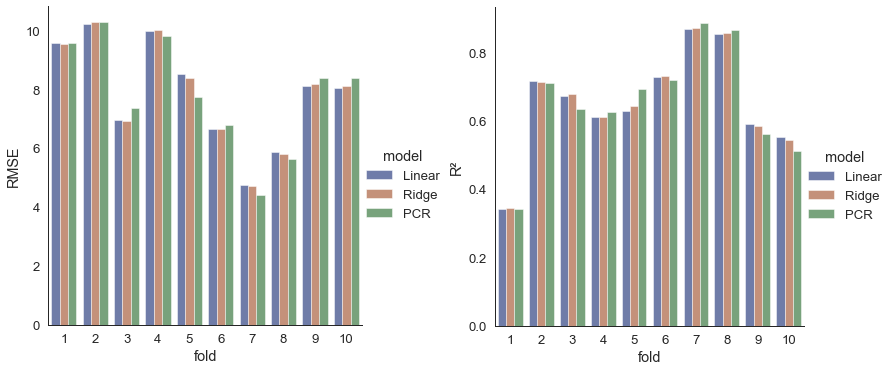 10
8
6
4
2
0
RMSE
1 2 3 4 5 6 7 8 9 10
fold
model
Linear
Ridge
PCR
0.8
0.6
0.4
0.2
0.0
R²
1 2 3 4 5 6 7 8 9 10
fold
model
Linear
Ridge
PCR